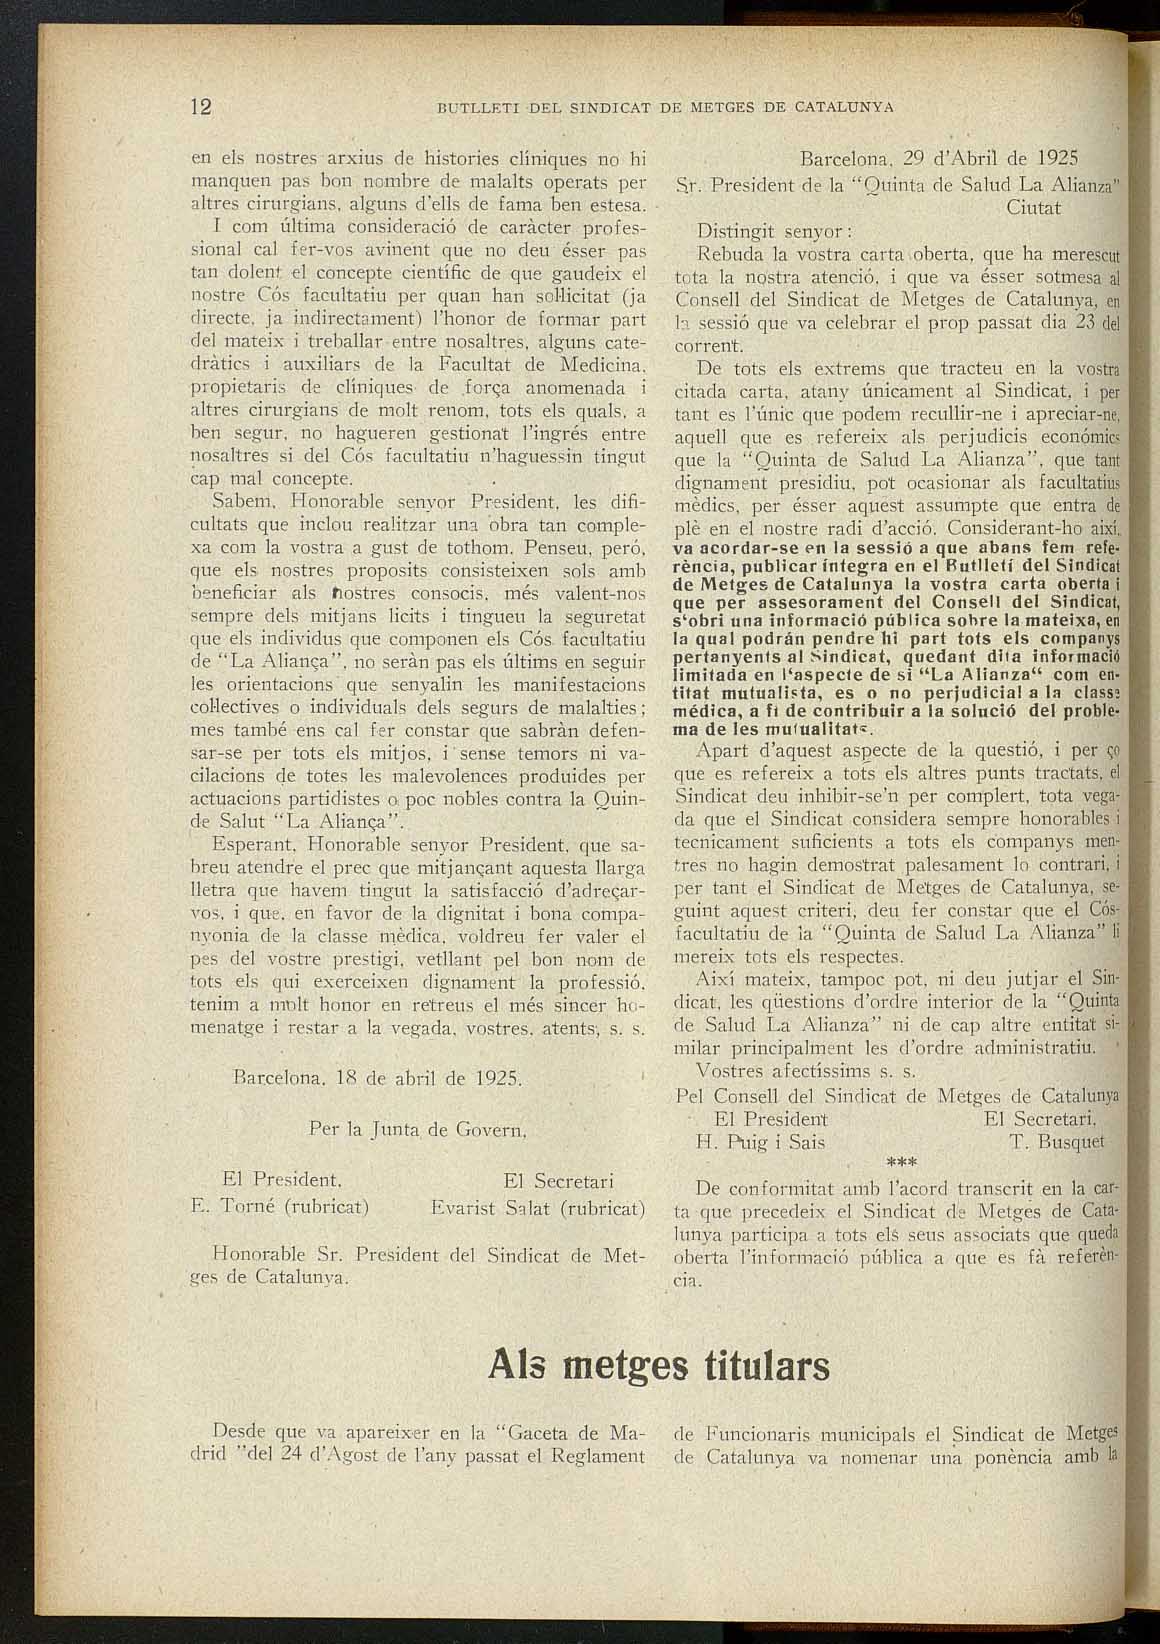 12
BUTLLETI DEL SINDICAT DE METGES DE CATALUNYA
en els nostres arxius de histories clíniques no hi
manquen pas bon nombre de malalts operats per
altres cirurgians, alguns d'ells de fama ben estesa.
I com última consideració de caràcter profes-
sional cal fer-vos avinent que no deu ésser pas
tan dolent el concepte científic de que gaudeix el
nostre Cós facultatiu per quan han sol·licitat (ja
directe, ja indirectament) l'honor de formar part
del mateix i treballar entre nosaltres, alguns cate-
dràtics i auxiliars de la Facultat de Medicina,
propietaris de clíniques de força anomenada i
altres cirurgians de molt renom, tots els quals, a
ben segur, no hagueren gestionat l'ingrés entre
nosaltres si del Cós facultatiu n'haguessin tingut
cap mal concepte.
Sabem, Honorable senyor President, les difi-
cultats que inclou realitzar una obra tan comple-
xa com la vostra a gust de tothom. Penseu, peró,
que els nostres proposits consisteixen sols amb
beneficiar als nostres consocis, més valent-nos
sempre dels mitjans licits i tingueu la seguretat
que els individus que componen els Cós facultatiu
de "La Aliança", no seràn pas els últims en seguir
les orientacions que senyalin les manifestacions
col·lectives o individuals dels segurs de malalties;
mes també ens cal fer constar que sabràn defen-
sar-se per tots els mitjos, i sense temors ni va-
cilacions de totes les malevolences produides per
actuacions partidistes o poc nobles contra la Quin-
de Salut "La Aliança".
Esperant, Honorable senyor President, que sa-
breu atendre el prec que mitjançant aquesta llarga
lletra que havem tingut la satisfacció d'adreçar-
vos, i que, en favor de la dignitat i bona compa-
nyonia de la classe mèdica, voldreu fer valer el
pes del vostre prestigi, vetllant pel bon nom de
tots els qui exerceixen dignament la professió,
tenim a molt honor en retreus el més sincer ho-
menatge i restar a la vegada, vostres, atents, s. s.
Barcelona, 18 de abril de 1925.
Per la Junta de Govern,
El President, El Secretari
E. Torné (rubricat) Evarist Salat (rubricat)
Honorable Sr. President del Sindicat de Met-
ges de Catalunya.
Barcelona, 29 d'Abril de 1925
Sr. President de la "Quinta de Salud La Alianza"
Ciutat
Distingit senyor:
Rebuda la vostra carta oberta, que ha merescut
tota la nostra atenció, i que va ésser sotmesa al
Consell del Sindicat de Metges de Catalunya, en
la sessió que va celebrar el prop passat dia 23 del
corrent.
De tots els extrems que tracteu en la vostra
citada carta, atany únicament al Sindicat, i per
tant es l'únic que podem recullir-ne i apreciar-ne,
aquell que es refereix als perjudicis económics
que la "Quinta de Salud La Alianza", que tant
dignament presidiu, pot ocasionar als facultatius
mèdics, per ésser aquest assumpte que entra de
plè en el nostre radi d'acció. Considerant-ho així,
va acordar-se en la sessió a que abans fem refe-
rència, publicar íntegra en el Butlletí del Sindicat
de Metges de Catalunya la vostra carta oberta i
que per assesorament del Consell del Sindicat,
s'obri una informació pública sobre la mateixa, en
la qual podrán pendre hi part tots els companys
pertanyents al Sindicat, quedant dita informació
limitada en l'aspecte de si "La Alianza" com en-
titat mutualista, es o no perjudicial a la classe
médica, a fi de contribuir a la solució del proble-
ma de les mutualitats.
Apart d'aquest aspecte de la questió, i per ço
que es refereix a tots els altres punts tractats, el
Sindicat deu inhibir-se'n per complert, tota vega-
da que el Sindicat considera sempre honorables i
tecnicament suficients a tots els companys men-
tres no hagin demostrat palesament lo contrari, i
per tant el Sindicat de Metges de Catalunya, se-
guint aquest criteri, deu fer constar que el Cós-
facultatiu de la "Quinta de Salud La Alianza" li
mereix tots els respectes.
Així mateix, tampoc pot, ni deu jutjar el Sin-
dicat, les qüestions d'ordre interior de la "Quinta
de Salud La Alianza" ni de cap altre entitat si-
milar principalment les d'ordre administratiu.
Vostres afectíssims s. s.
Pel Consell del Sindicat de Metges de Catalunya
El President El Secretari,
H. Puig i Sais T. Busquet
***
De conformitat amb l'acord transcrit en la car-
ta que precedeix el Sindicat de Metges de Cata-
lunya participa a tots els seus associats que queda
oberta l'informació pública a que es fà referèn-
cia.
Als metges titulars
Desde que va apareixer en la "Gaceta de Ma-
drid "del 24 d'Agost de l'any passat el Reglament
de Funcionaris municipals el Sindicat de Metges
de Catalunya va nomenar una ponència amb la